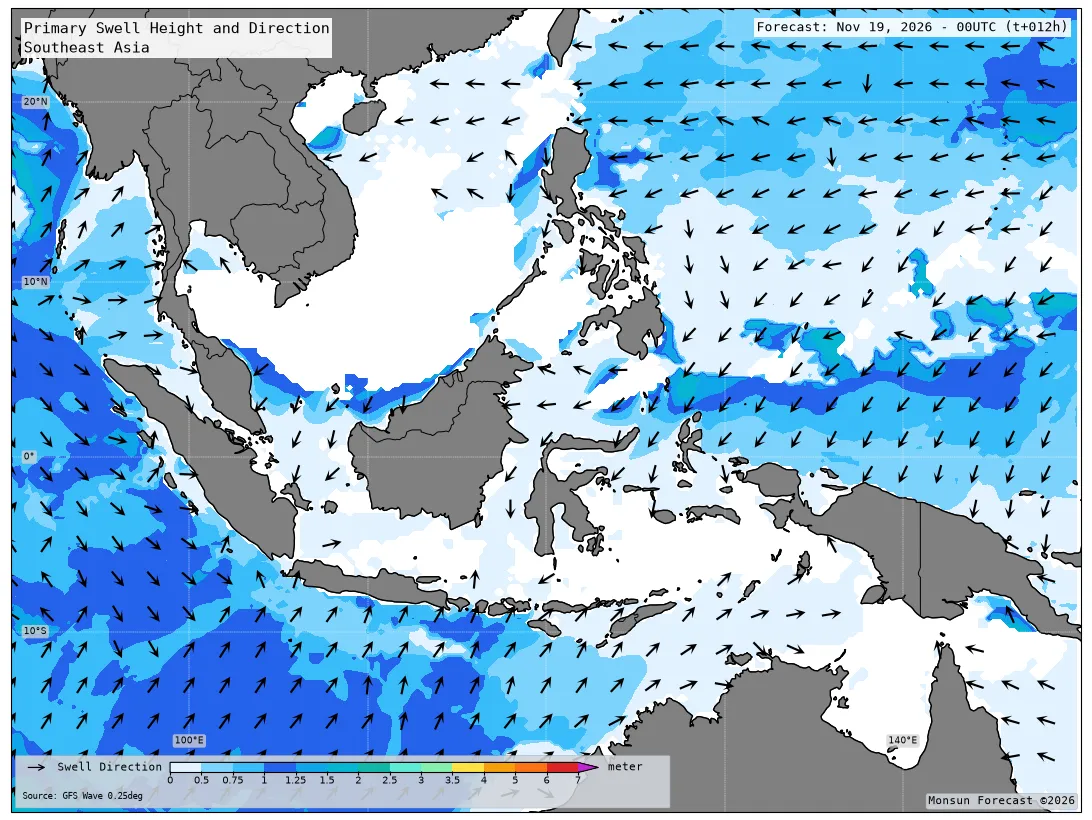 Primary Swell Height and Direction
Southeast Asia
Forecast: Nov 19, 2026 - 00UTC (t+012h)
20°N
10°N
0°
10°S
100°E
140°E
Swell Direction
meter
0 0.5 0.75 1 1.25 1.5 2 2.5 3 3.5 4 5 6 7
Source: GFS Wave 0.25deg
Monsun Forecast ©2026